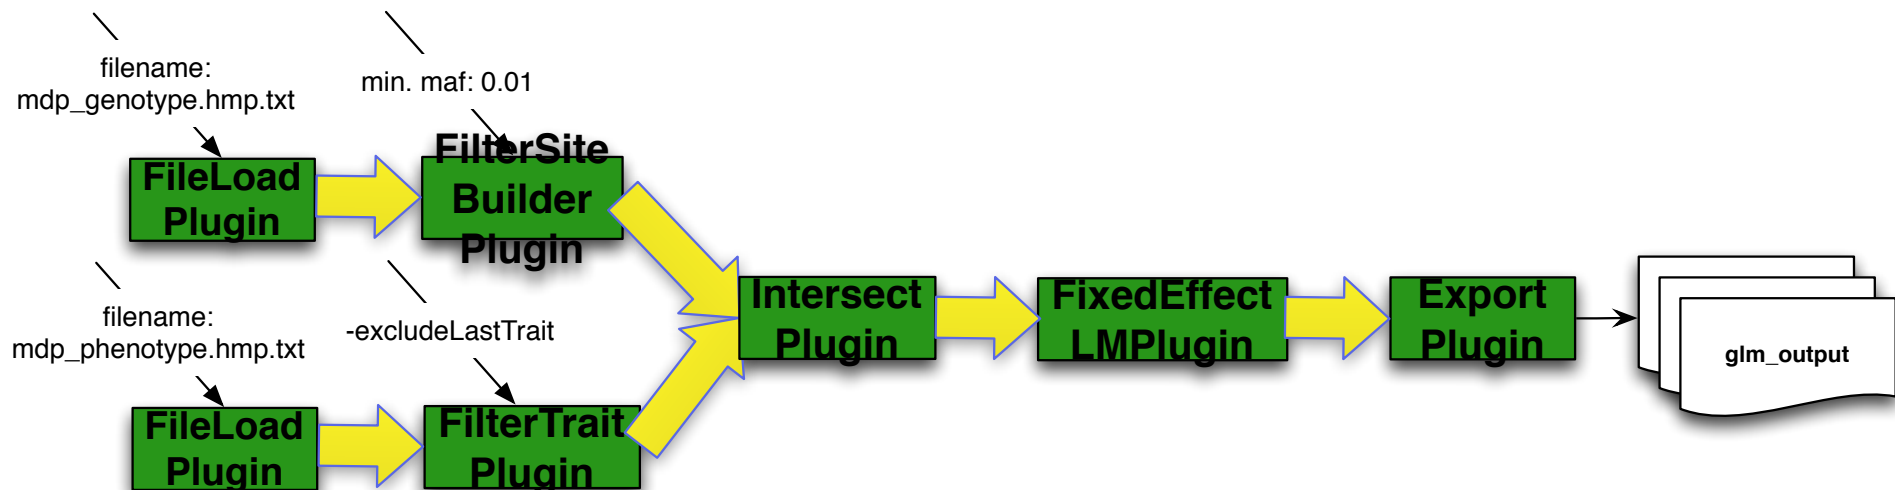 filename:
mdp_genotype.hmp.txt
min. maf: 0.01
FileLoad
Plugin
FilterSite
Builder
Plugin
filename:
mdp_phenotype.hmp.txt
-excludeLastTrait
FileLoad
Plugin
FilterTrait
Plugin
Intersect
Plugin
FixedEffect
LMPlugin
Export
Plugin
glm_output